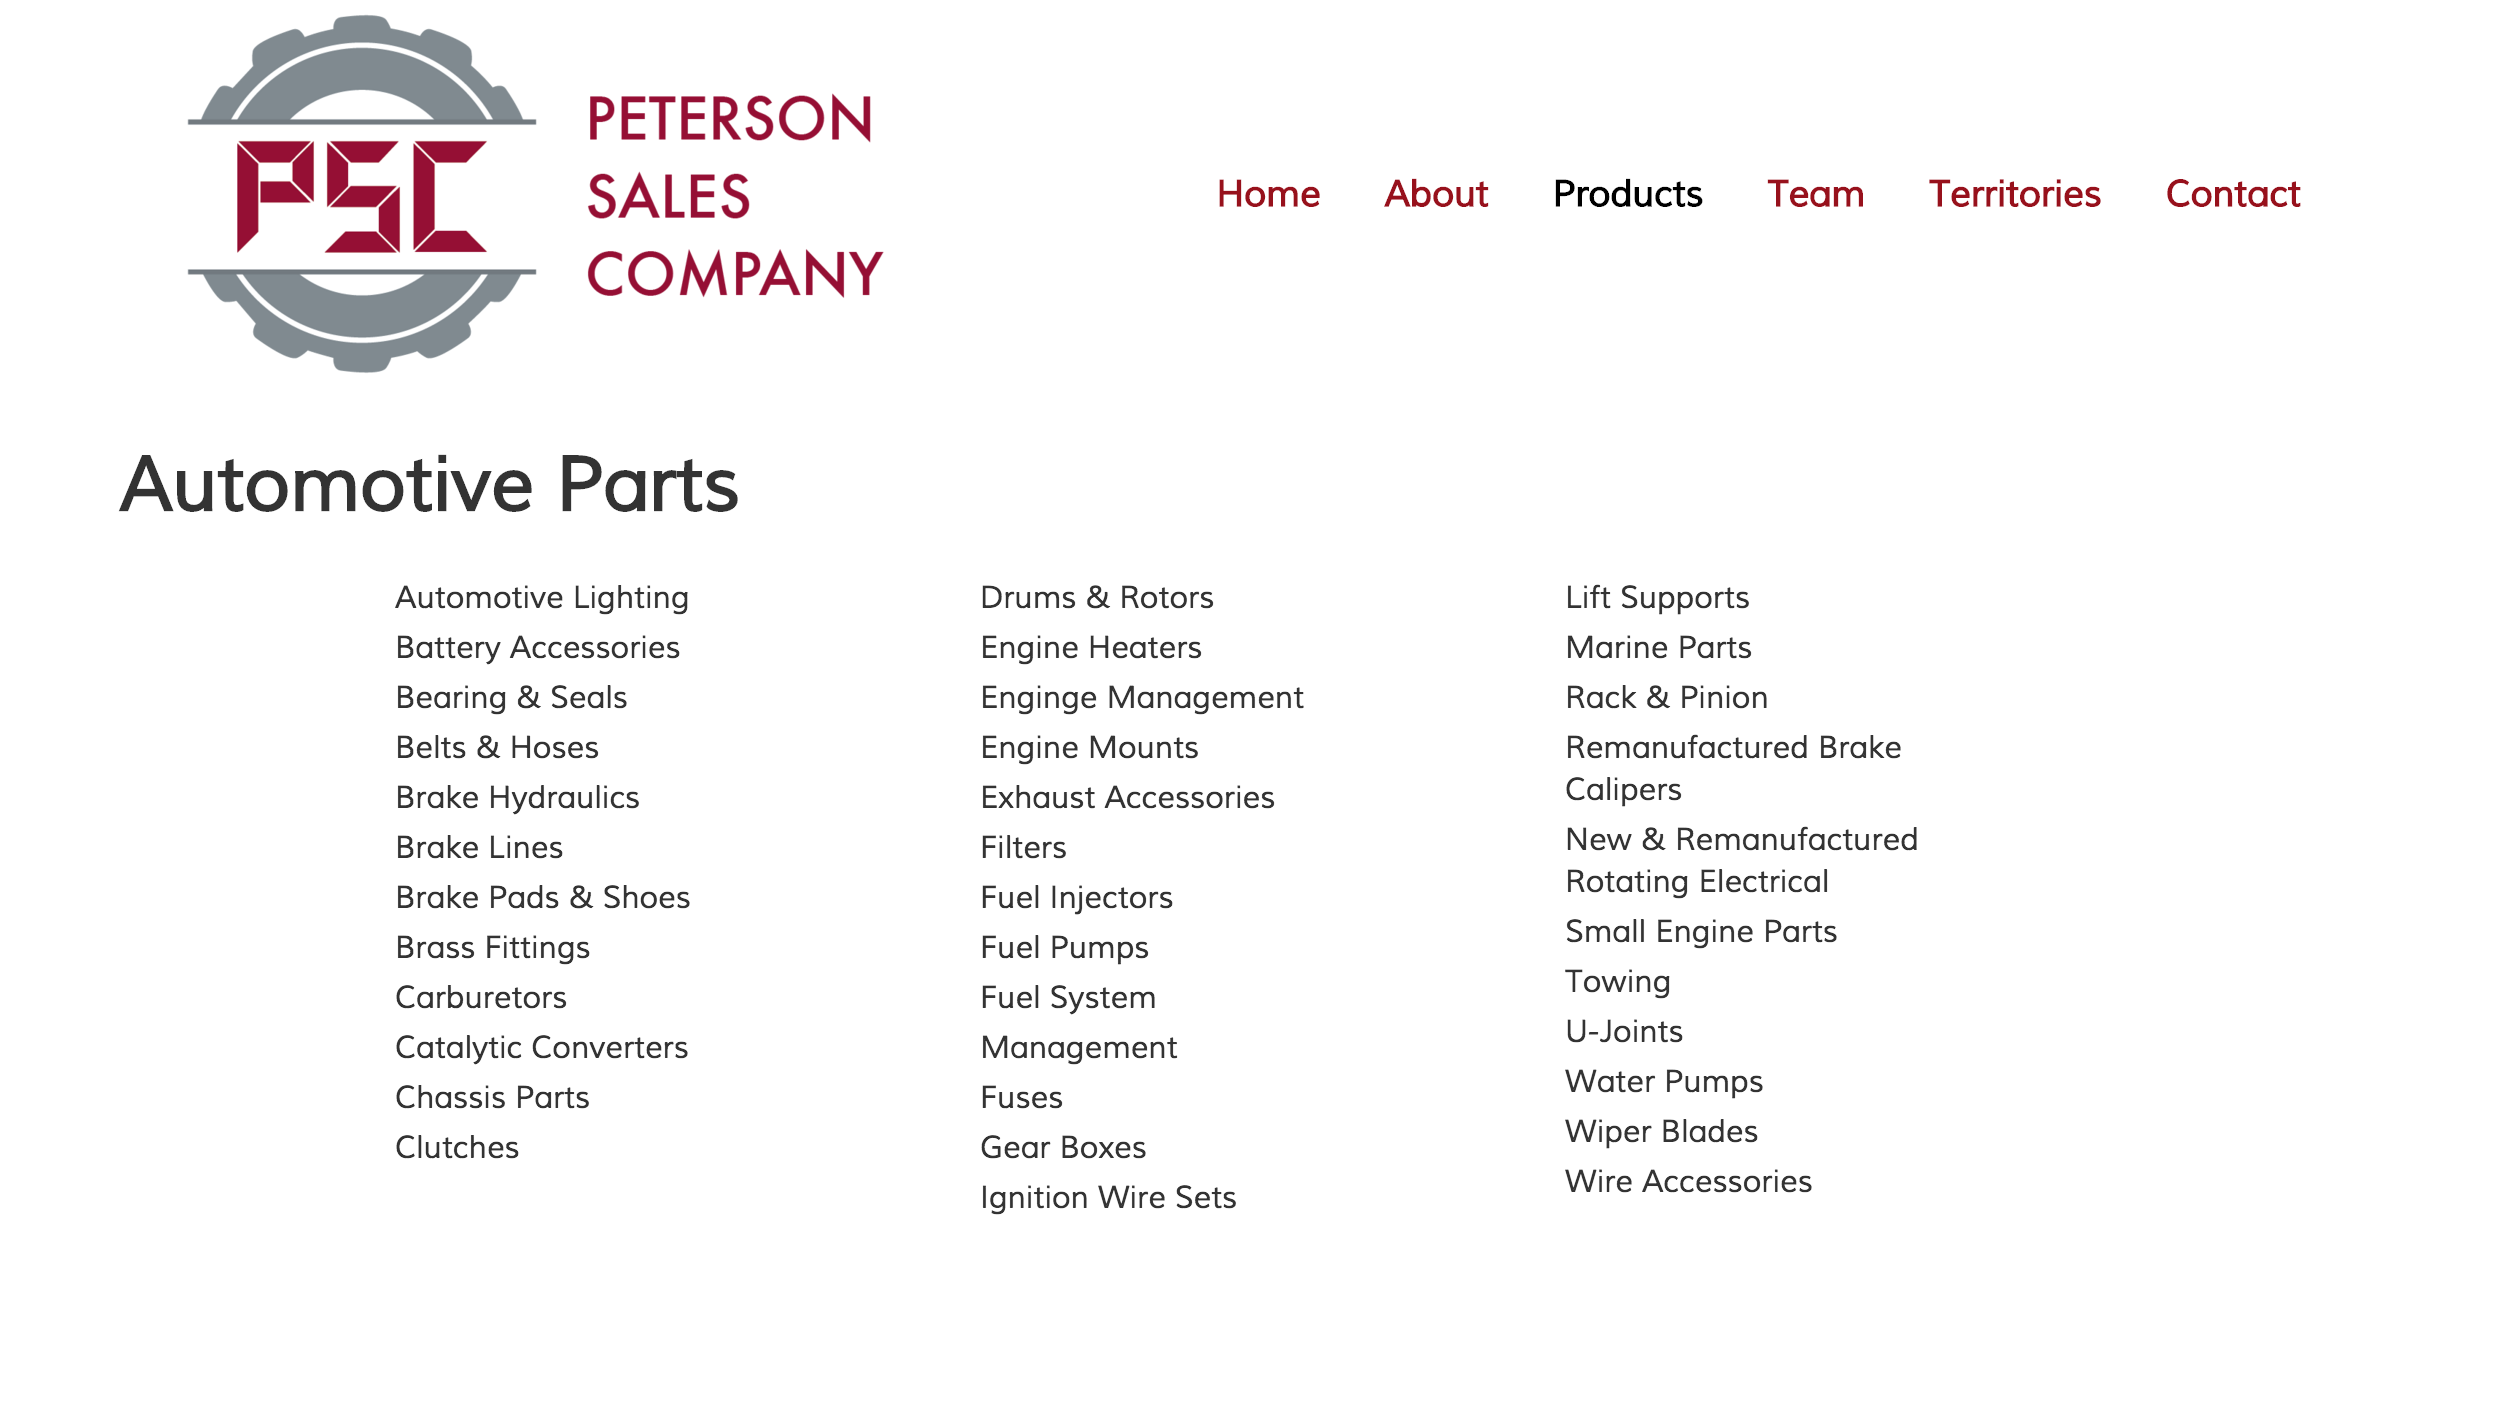 PSC
PETERSON
SALES
COMPANY
Home About Products Team Territories Contact
Automotive Parts
Automotive Lighting
Battery Accessories
Bearing & Seals
Belts & Hoses
Brake Hydraulics
Brake Lines
Brake Pads & Shoes
Brass Fittings
Carburetors
Catalytic Converters
Chassis Parts
Clutches
Drums & Rotors
Engine Heaters
Enginge Management
Engine Mounts
Exhaust Accessories
Filters
Fuel Injectors
Fuel Pumps
Fuel System
Management
Fuses
Gear Boxes
Ignition Wire Sets
Lift Supports
Marine Parts
Rack & Pinion
Remanufactured Brake
Calipers
New & Remanufactured
Rotating Electrical
Small Engine Parts
Towing
U-Joints
Water Pumps
Wiper Blades
Wire Accessories